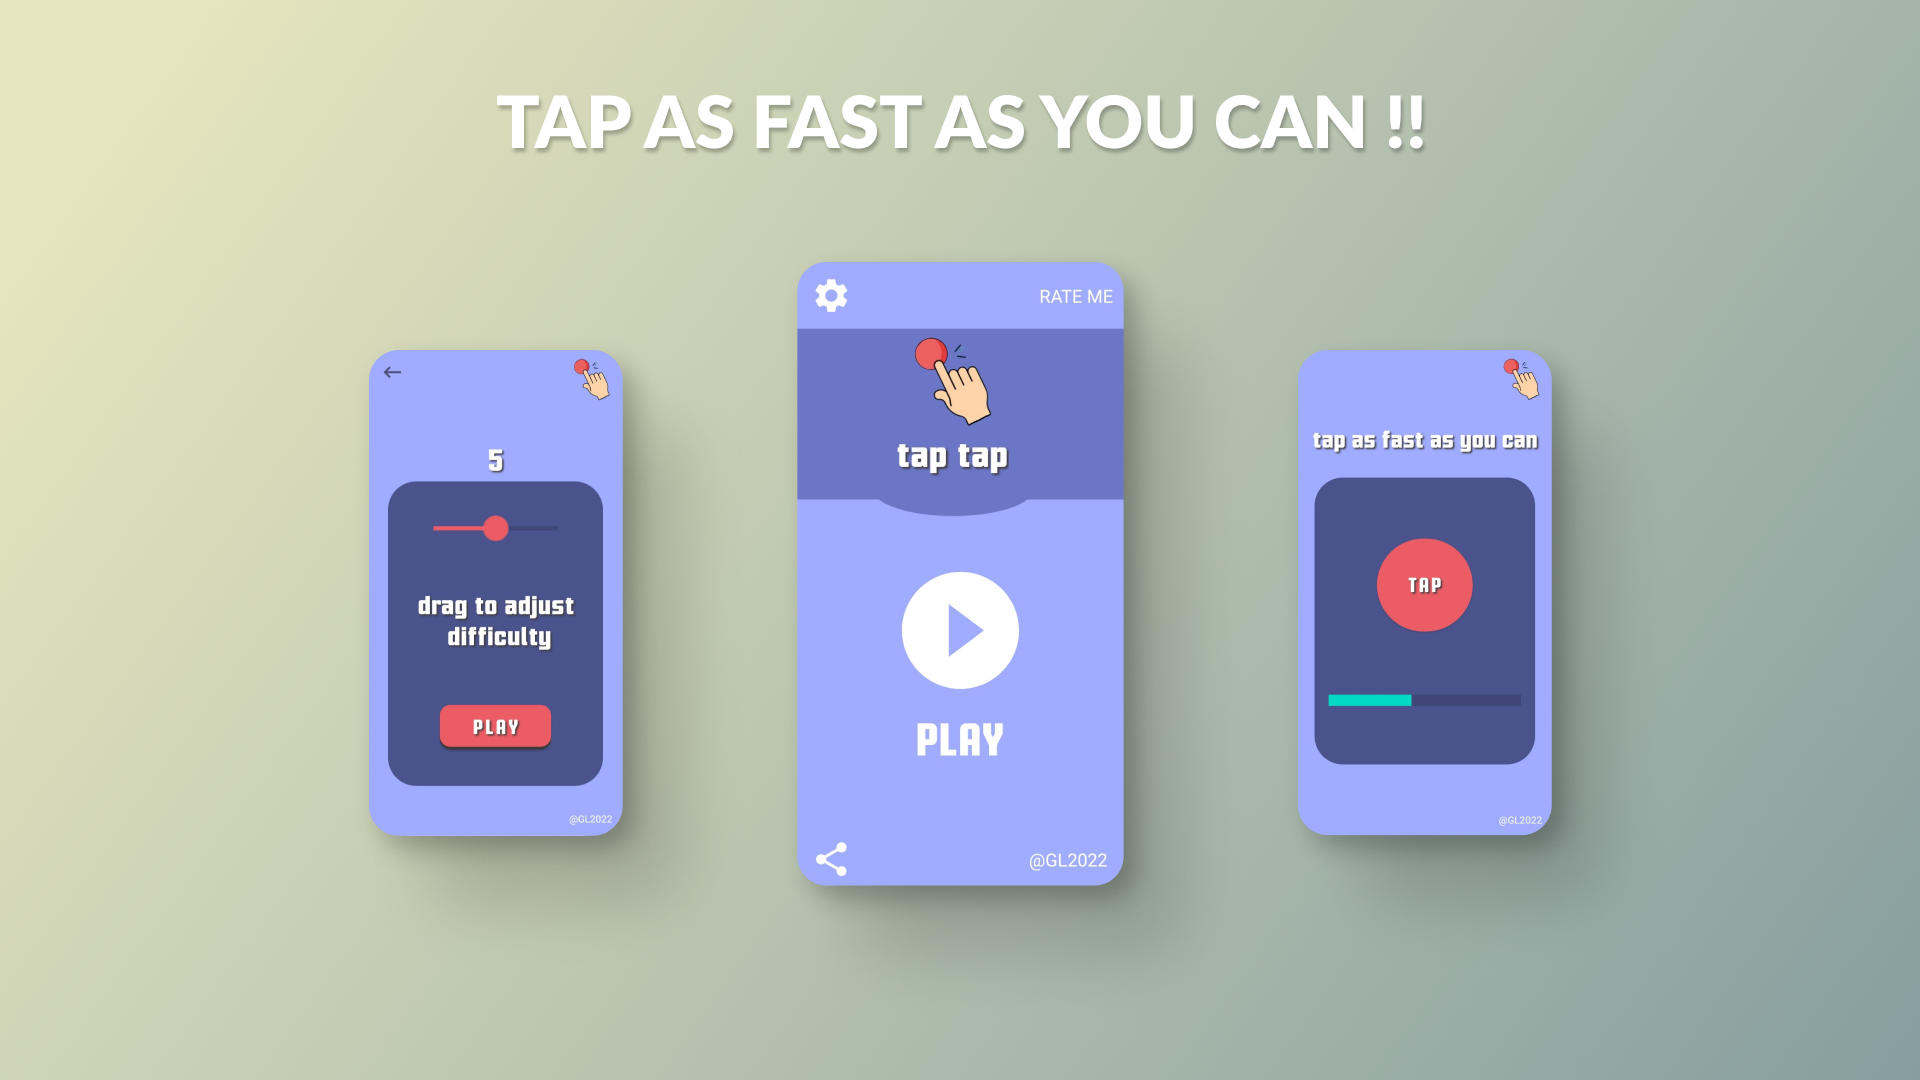 TAP AS FAST AS YOU CAN !!
5
drag to adjust
difficulty
PLAY
@GL2022
RATE ME
tap tap
PLAY
@GL2022
tap as fast as you can
TAP
@GL2022